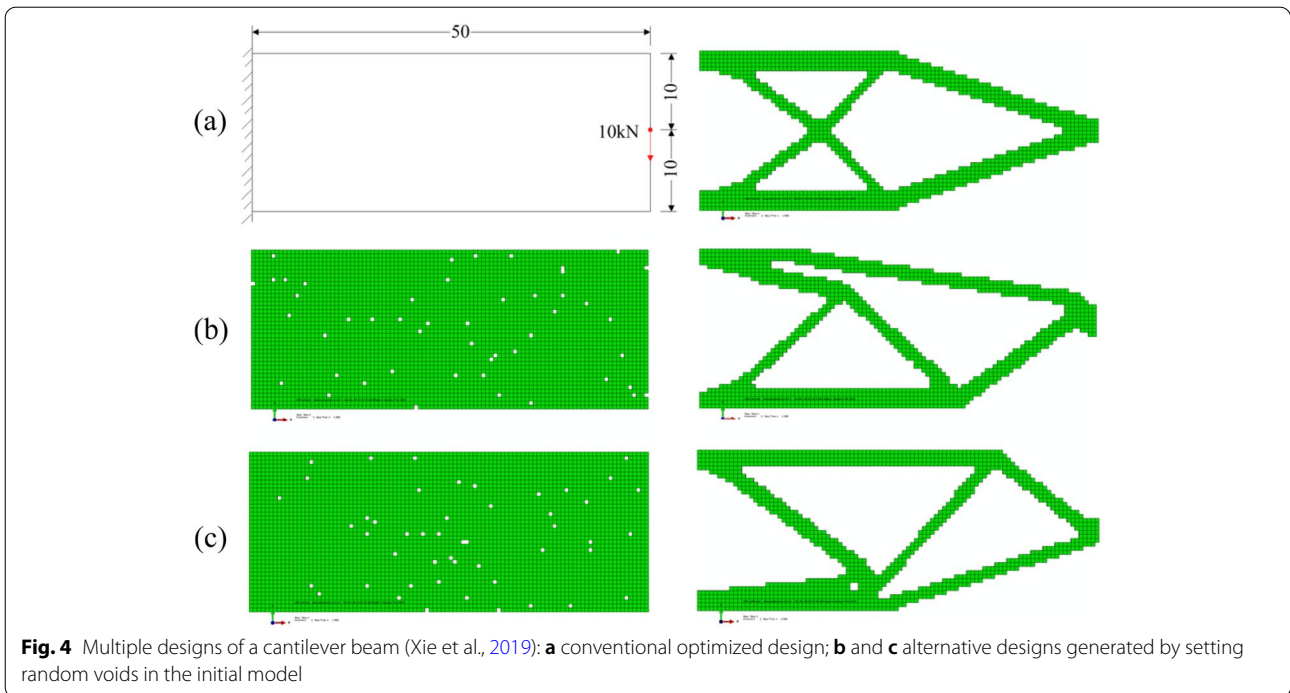 50
(a)
10
10kN
10
(b)
(c)
Fig. 4 Multiple designs of a cantilever beam (Xie et al., 2019): a conventional optimized design; b and c alternative designs generated by setting
random voids in the initial model